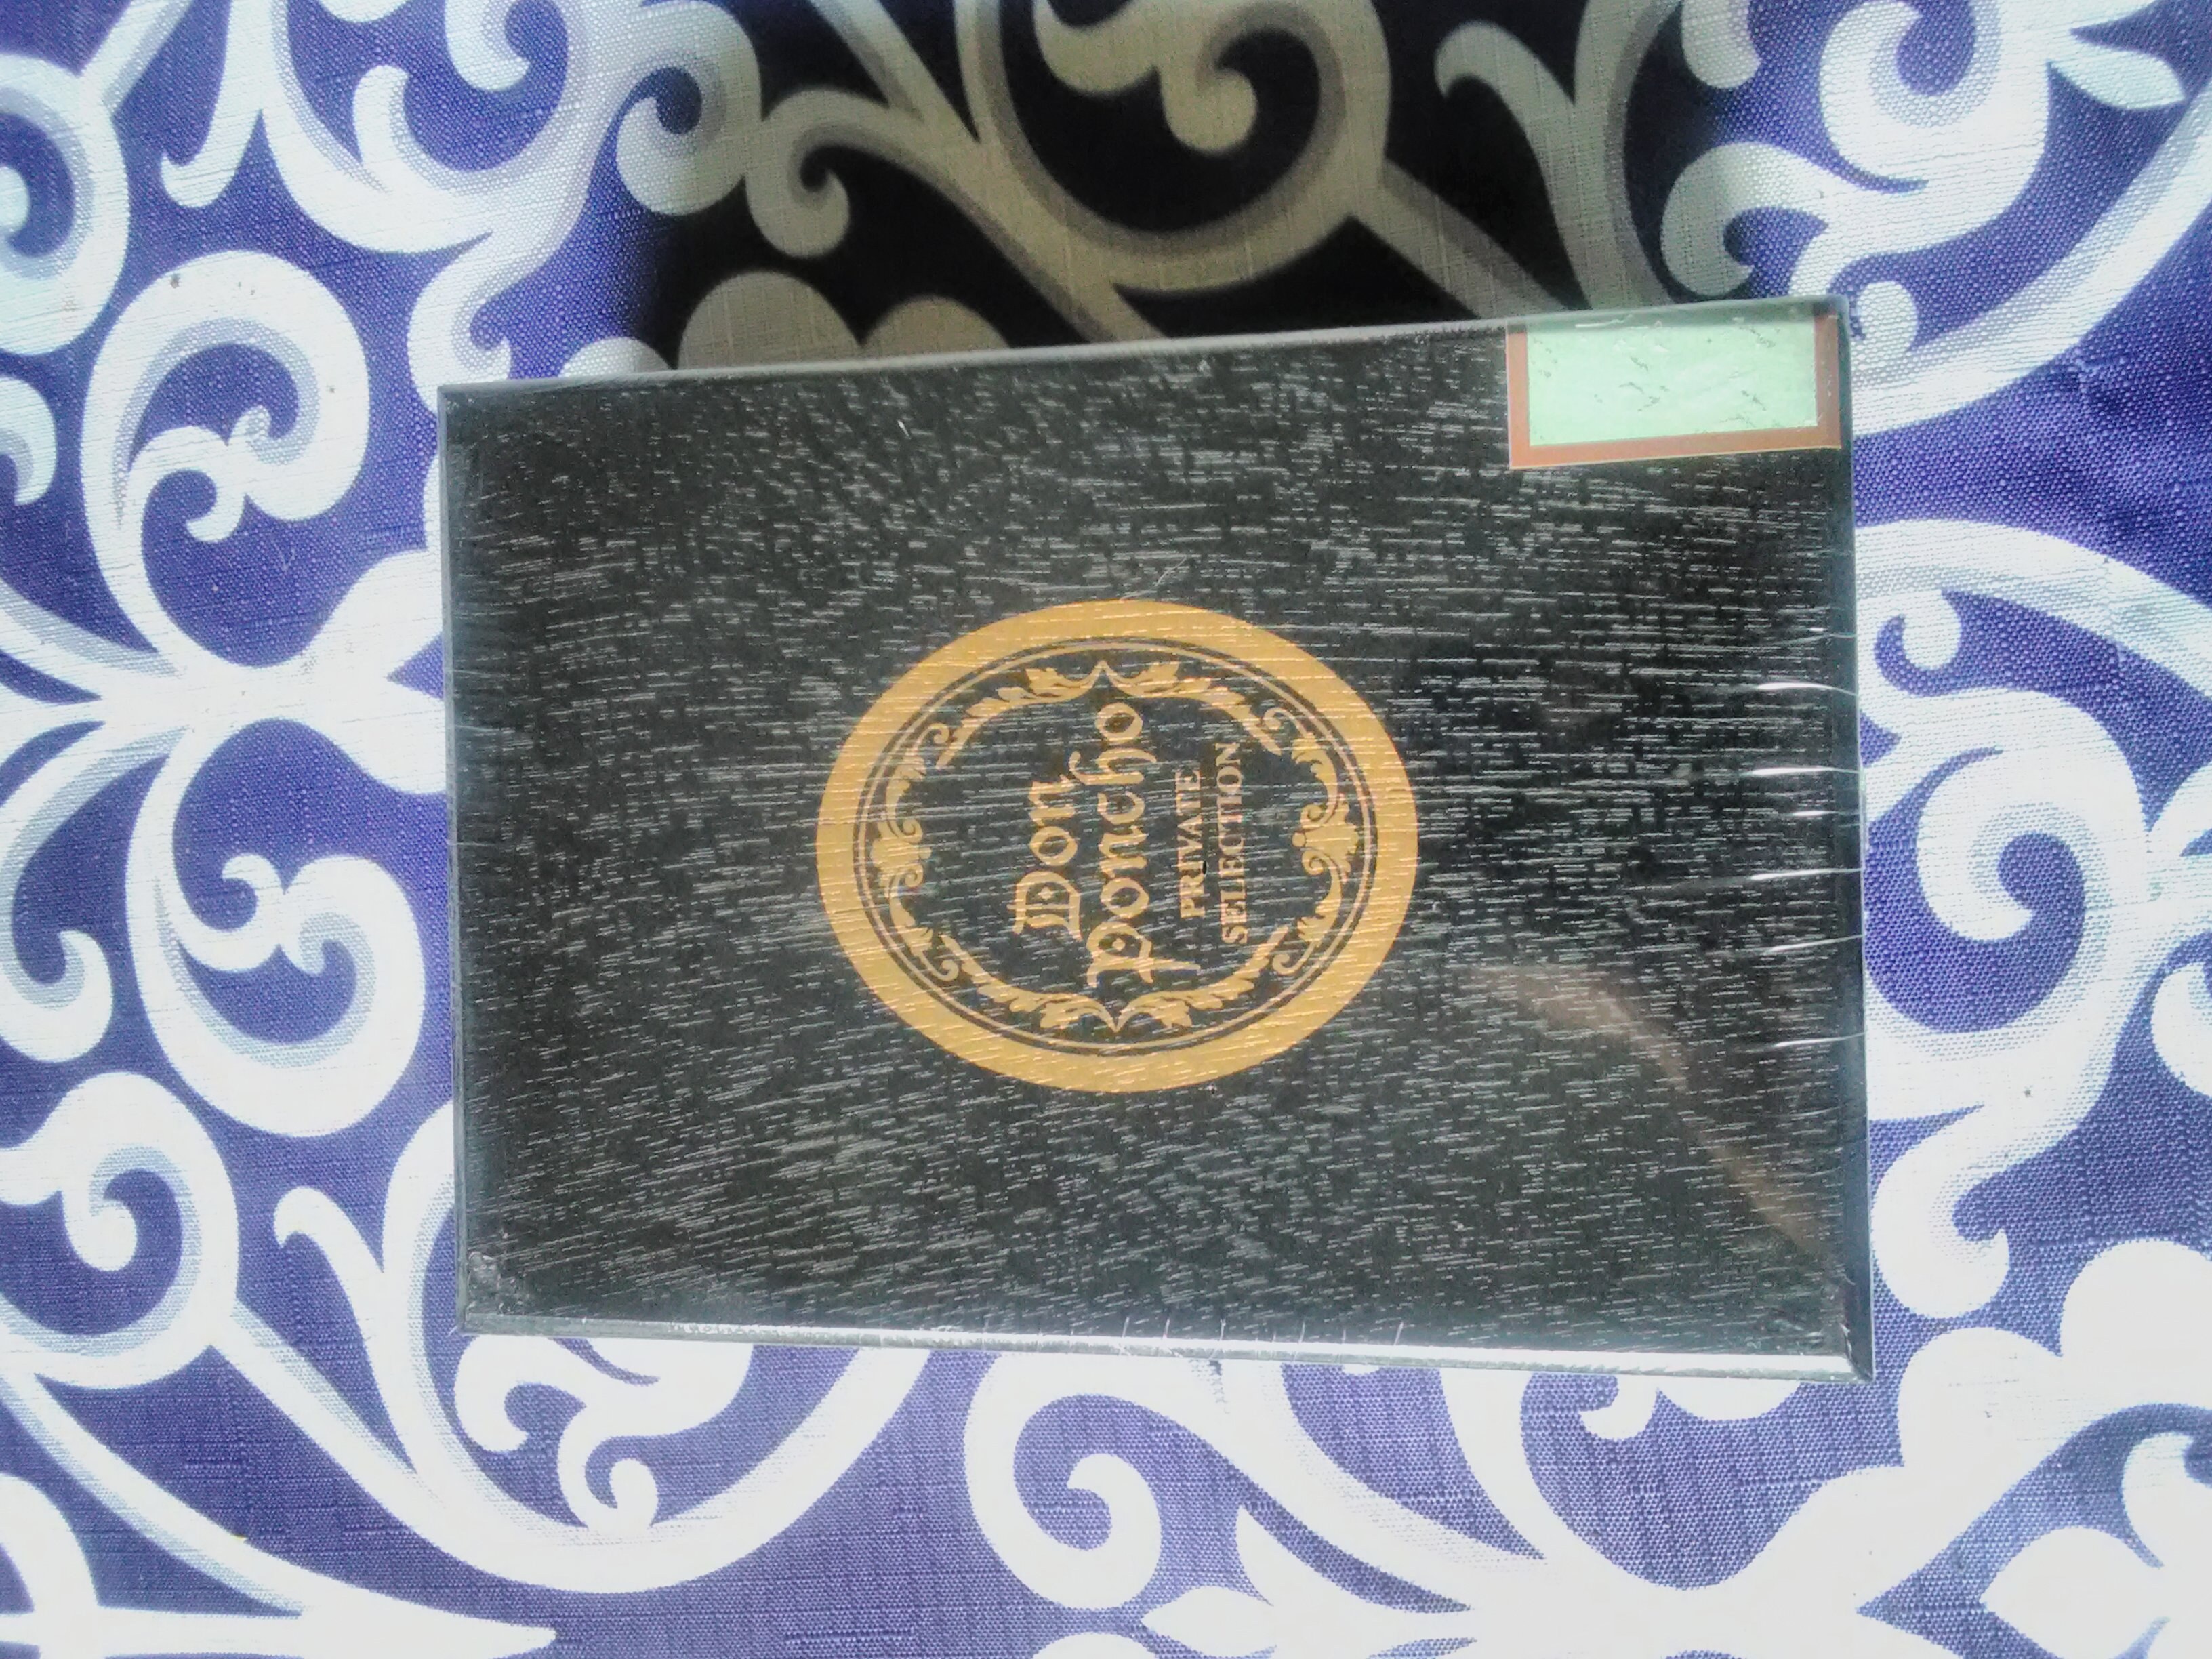 Don
Poncho
PRIVATE
SELECTION